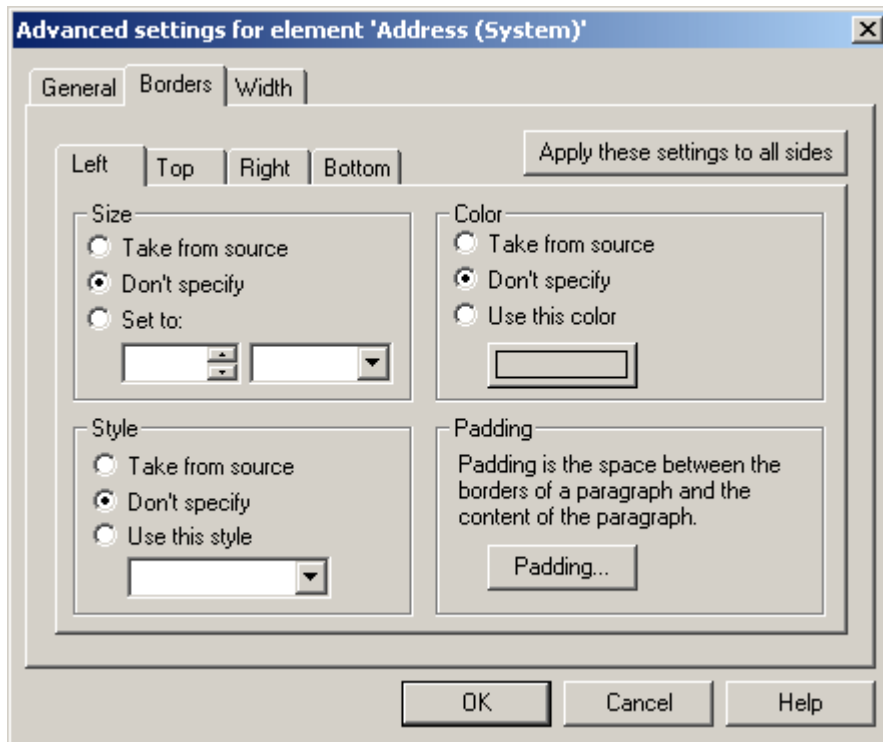 Advanced settings for element 'Address (System)'
General Borders Width
Apply these settings to all sides
Left Top Right Bottom
Size
Take from source
Don't specify
Set to:
Color
Take from source
Don't specify
Use this color
Style
Take from source
Don't specify
Use this style
Padding
Padding is the space between the
borders of a paragraph and the
content of the paragraph.
Padding...
OK Cancel Help